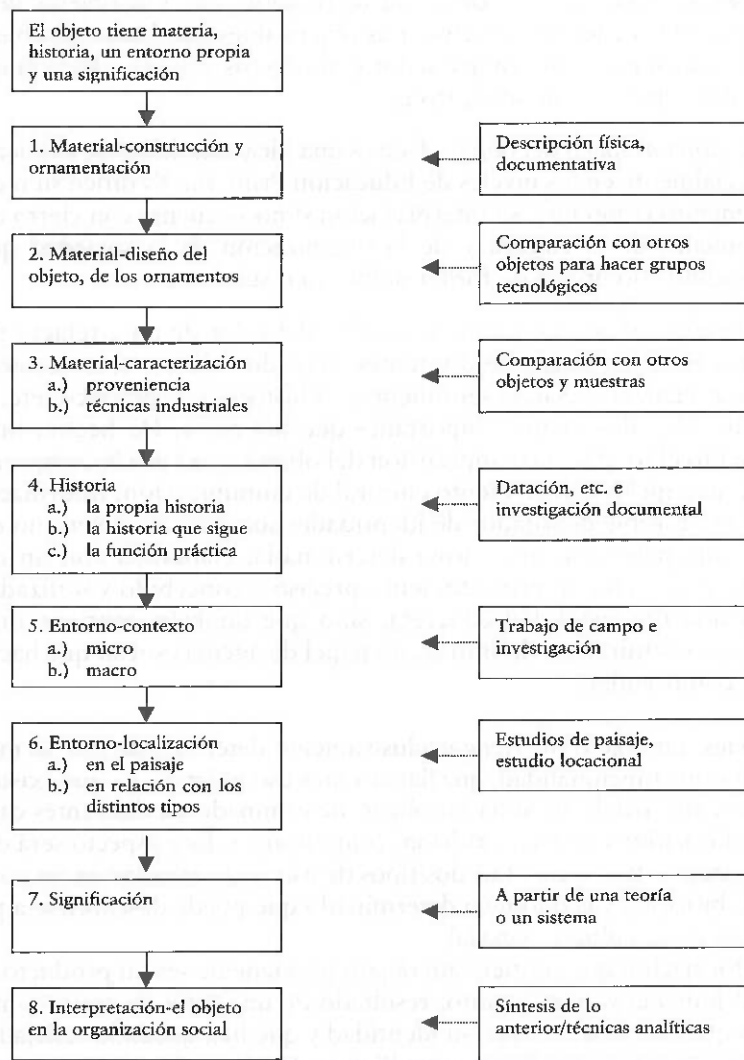 El objeto tiene materia,
historia, un entorno propia
y una significación
1. Material-construcción y
ornamentación
Descripción física,
documentativa
2. Material-diseño del
objeto, de los ornamentos
Comparación con otros
objetos para hacer grupos
tecnológicos
3. Material-caracterización
a.) proveniencia
b.) técnicas industriales
Comparación con otros
objetos y muestras
4. Historia
a.) la propia historia
b.) la historia que sigue
c.) la función práctica
Datación, etc. e
investigación documental
5. Entorno-contexto
a.) micro
b.) macro
Trabajo de campo e
investigación
6. Entorno-localización
a.) en el paisaje
b.) en relación con los
distintos tipos
Estudios de paisaje,
estudio locacional
7. Significación
A partir de una teoría
o un sistema
8. Interpretación-el objeto
en la organización social
Síntesis de lo
anterior/técnicas analíticas